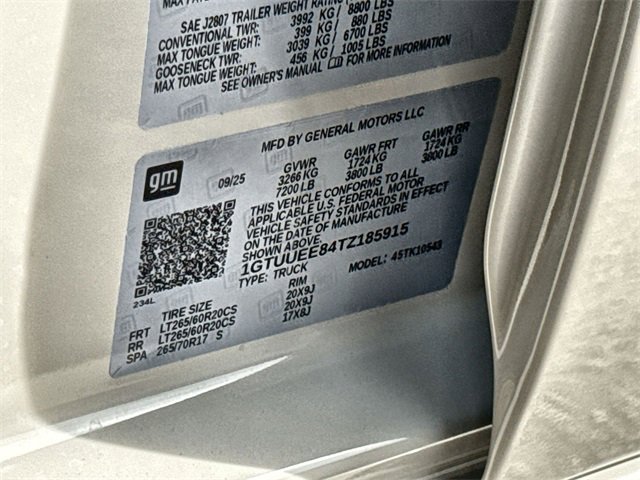 SAE J2807 TRAILER WEIGHT RATING
3992 KG / 8800 LBS
CONVENTIONAL TWR: 399 KG / 880 LBS
MAX TONGUE WEIGHT: 3039 KG / 6700 LBS
GOOSENECK TWR: 456 KG / 1005 LBS
MAX TONGUE WEIGHT:
SEE OWNER'S MANUAL FOR MORE INFORMATION
MFD BY GENERAL MOTORS LLC
gm
09/25
GVWR GAWR FRT GAWR RR
3266 KG 1724 KG 1724 KG
7200 LB 3800 LB 3800 LB
THIS VEHICLE CONFORMS TO ALL
APPLICABLE U.S. FEDERAL MOTOR
VEHICLE SAFETY STANDARDS IN EFFECT
ON THE DATE OF MANUFACTURE
SHOWN ABOVE.
1GTUUEE84TZ185915
TYPE: TRUCK MODEL: 45TK10543
234L
TIRE SIZE RIM
FRT LT265/60R20CS 20X9J
RR LT265/60R20CS 20X9J
SPA 265/70R17 S 17X8J